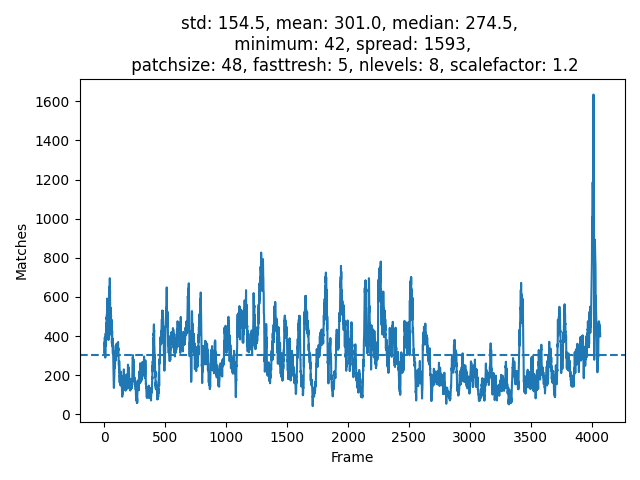 std: 154.5, mean: 301.0, median: 274.5,
minimum: 42, spread: 1593,
patchsize: 48, fasttresh: 5, nlevels: 8, scalefactor: 1.2
1600
1400
1200
1000
800
600
400
200
0
Matches
0 500 1000 1500 2000 2500 3000 3500 4000
Frame